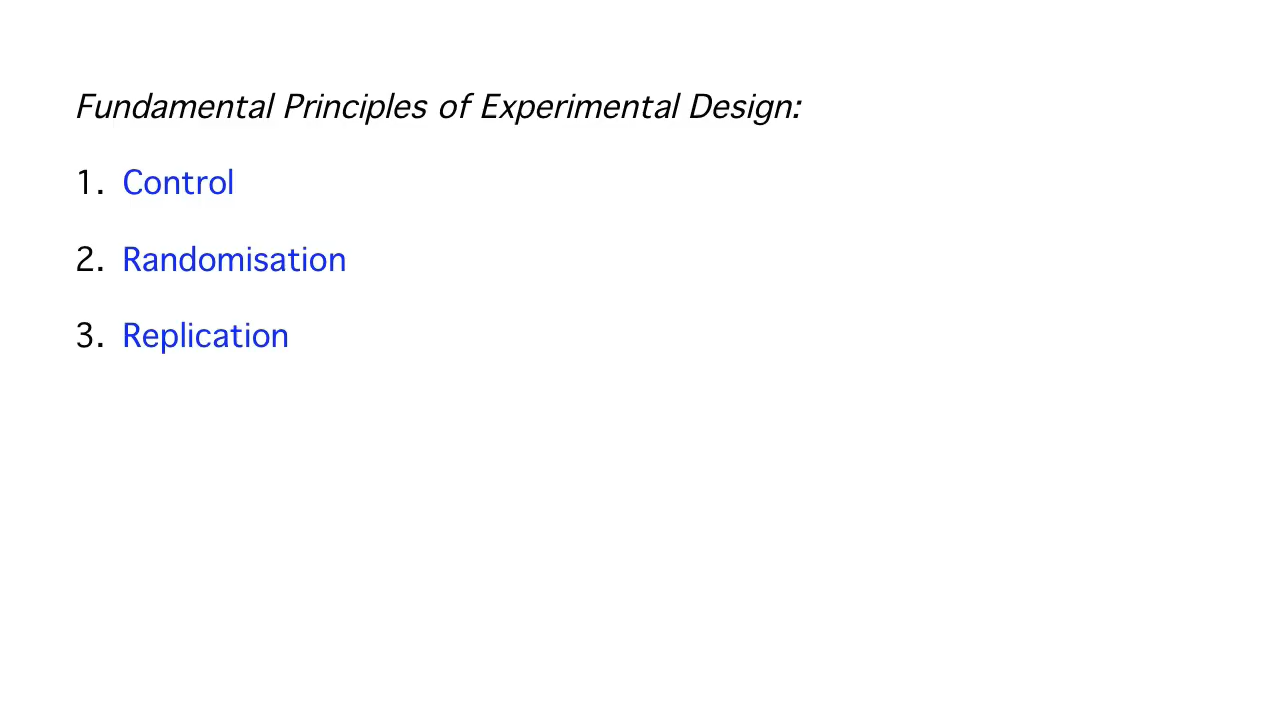 Fundamental Principles of Experimental Design:
1. Control
2. Randomisation
3. Replication